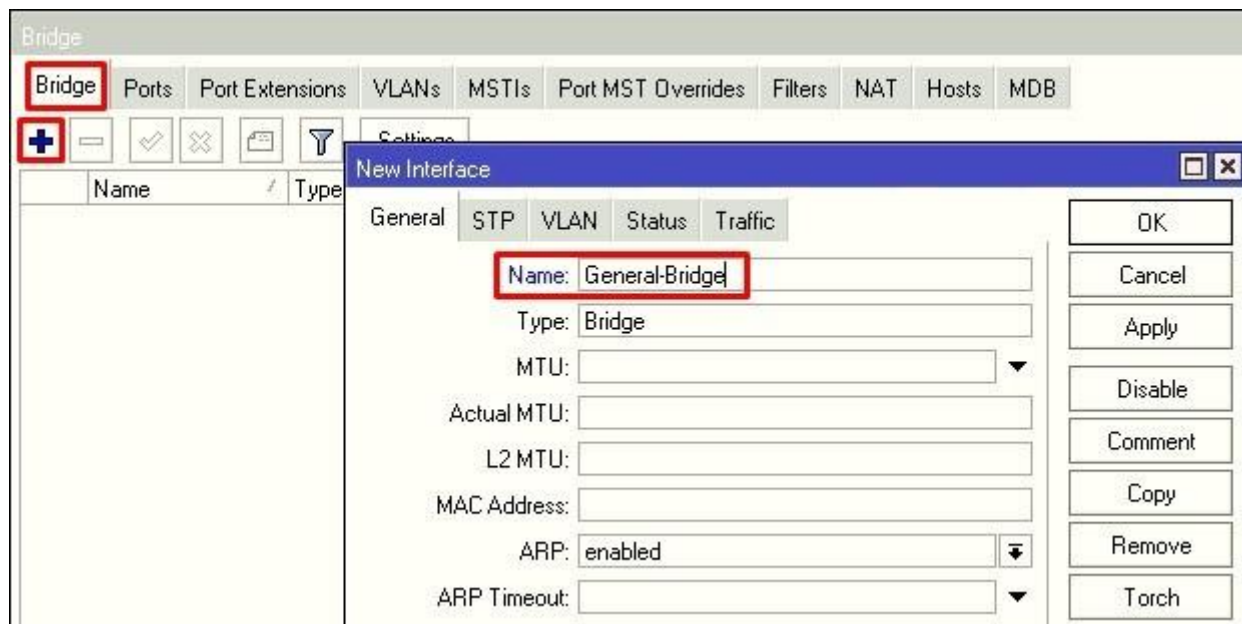 Bridge
Bridge Ports Port Extensions VLANs MSTIs Port MST Overrides Filters NAT Hosts MDB
Settings
Name Type
New Interface
General STP VLAN Status Traffic
Name: General-Bridge
Type: Bridge
MTU:
Actual MTU:
L2 MTU:
MAC Address:
ARP: enabled
ARP Timeout:
OK
Cancel
Apply
Disable
Comment
Copy
Remove
Torch